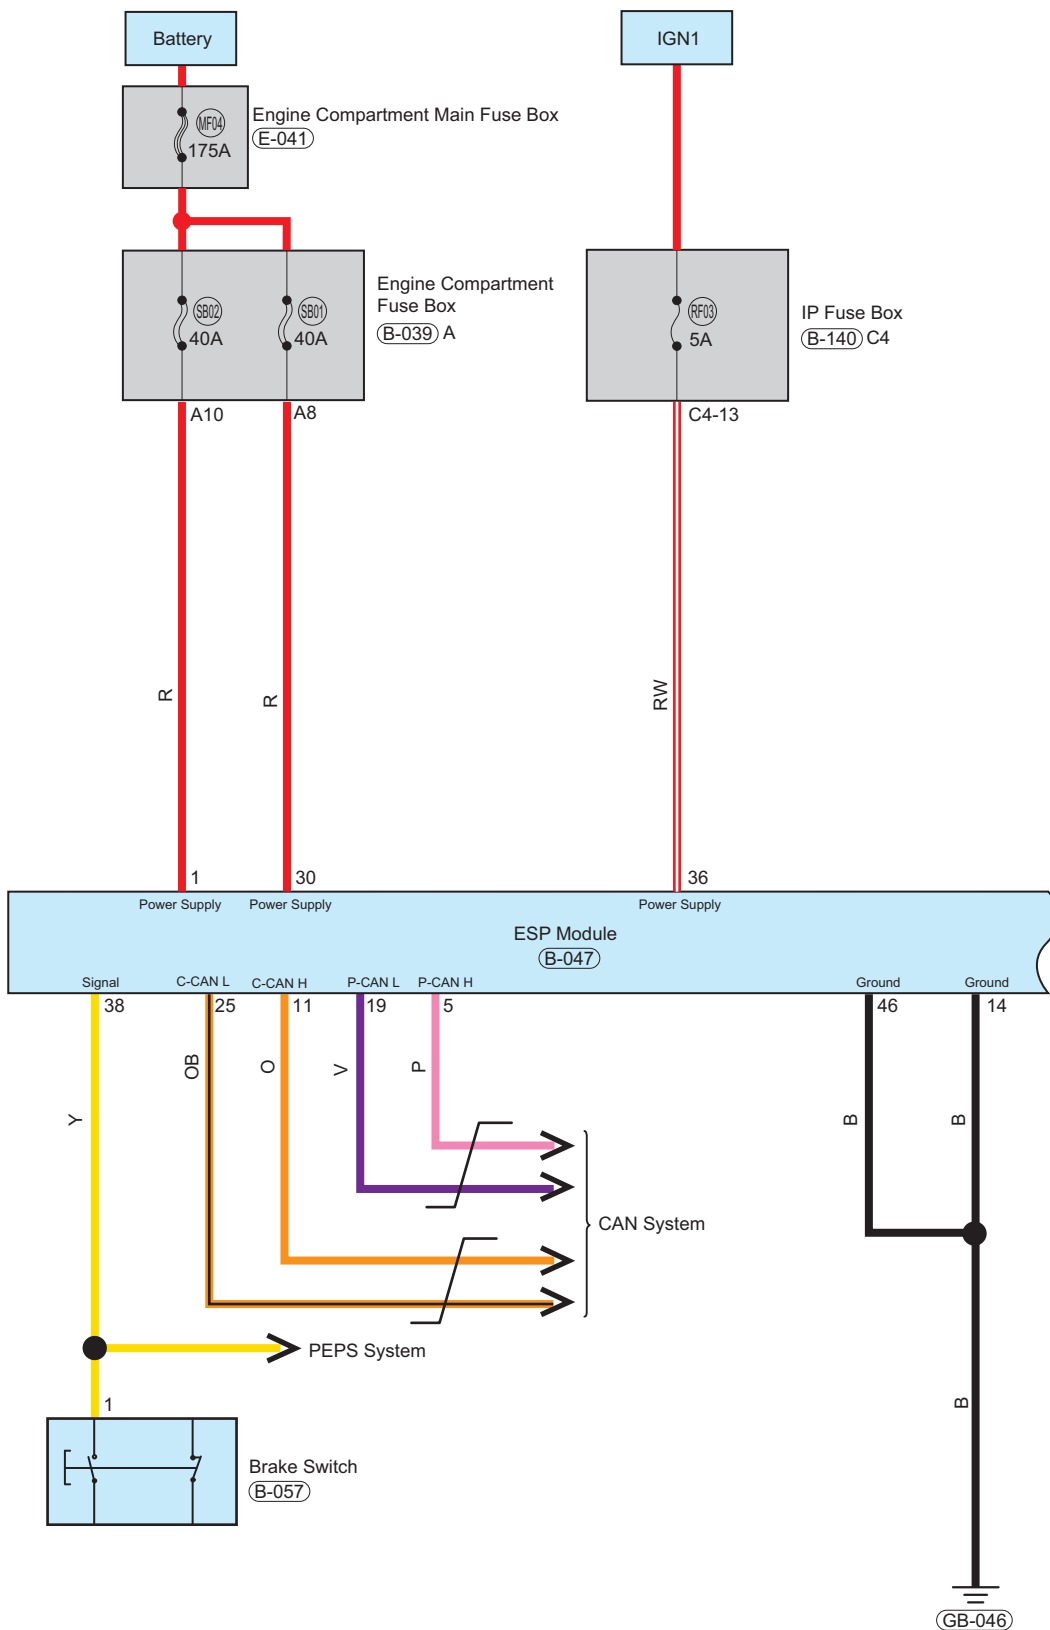 Battery
IGN1
MF04
175A
Engine Compartment Main Fuse Box
E-041
SB02
40A
SB01
40A
Engine Compartment
Fuse Box
B-039 A
RF03
5A
IP Fuse Box
B-140 C4
A10
A8
C4-13
R
R
RW
1
30
36
Power Supply
Power Supply
Power Supply
ESP Module
B-047
Signal
C-CAN L
C-CAN H
P-CAN L
P-CAN H
Ground
Ground
38
25
11
19
5
46
14
Y
OB
O
V
P
B
B
CAN System
PEPS System
1
B
Brake Switch
B-057
GB-046